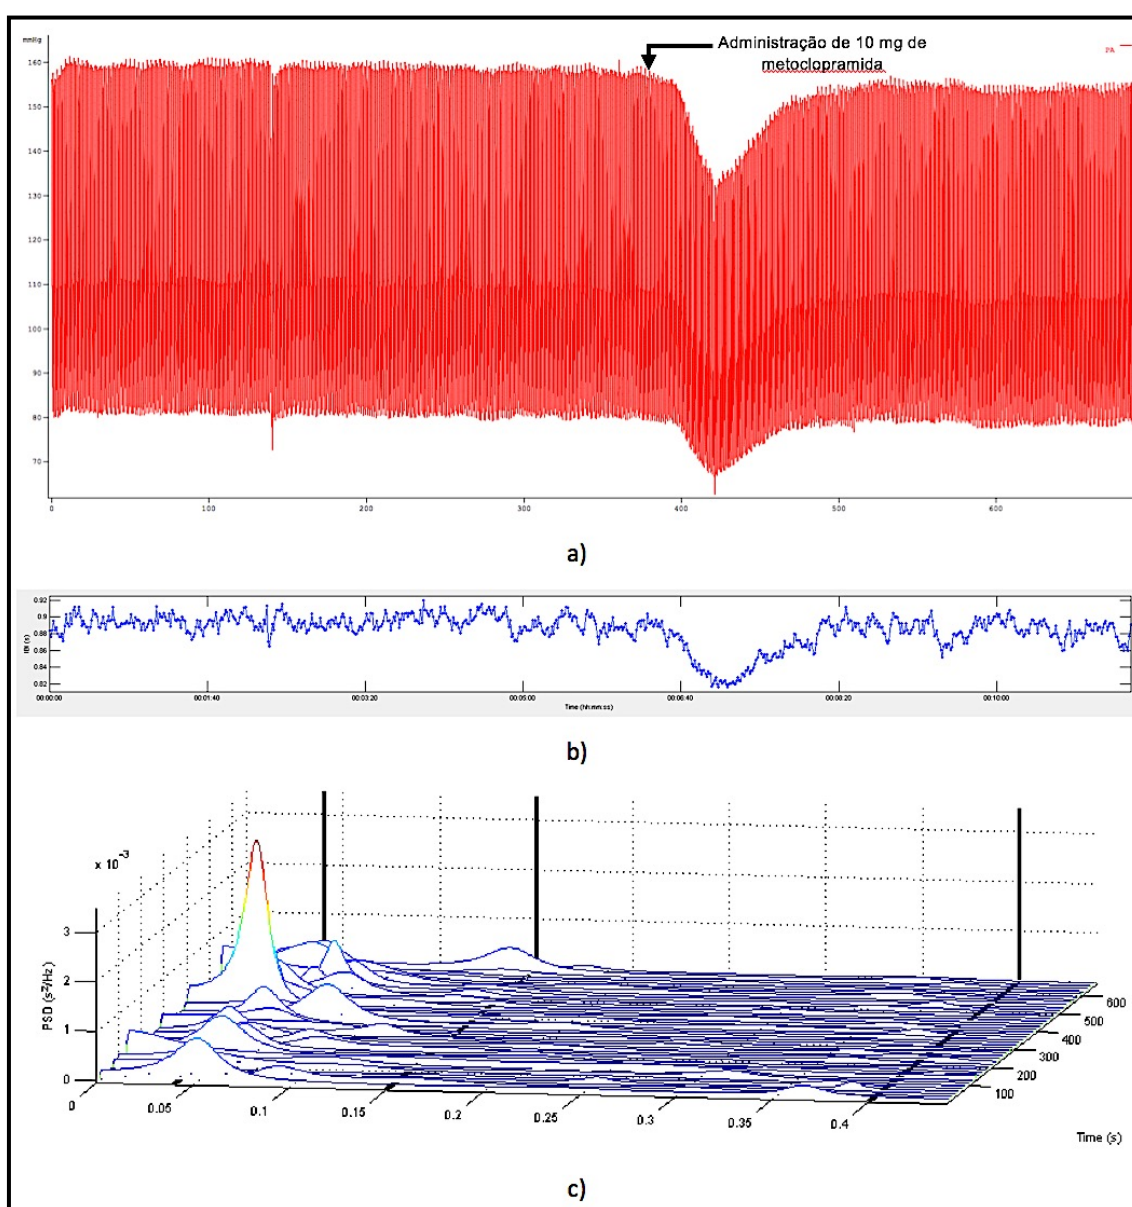 mmHg
Administração de 10 mg de
metoclopramida
PA
160
150
140
130
120
110
100
90
80
70
0 100 200 300 400 500 600
a)
0.92
0.9
0.88
0.86
0.84
0.82
IBI (s)
00:00:00 00:01:40 00:03:20 00:05:00 00:06:40 00:08:20 00:10:00
Time (hh:mm:ss)
b)
x 10⁻³
3
2
1
0
PSD (s²/Hz)
0 0.05 0.1 0.15 0.2 0.25 0.3 0.35 0.4
100
200
300
400
500
600
Time (s)
c)